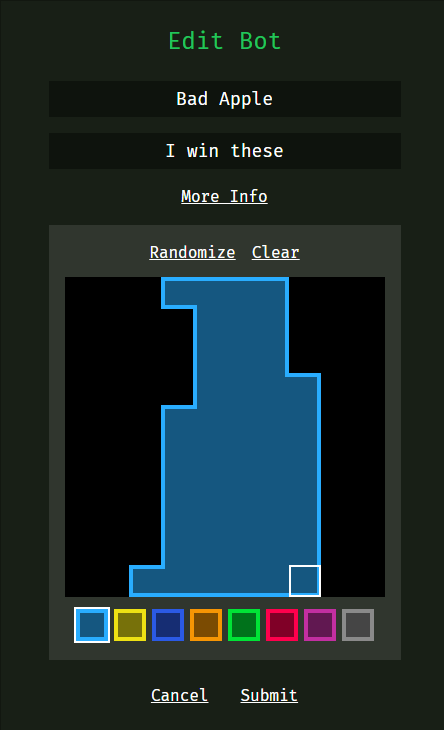 Edit Bot
Bad Apple
I win these
More Info
Randomize Clear
Cancel Submit